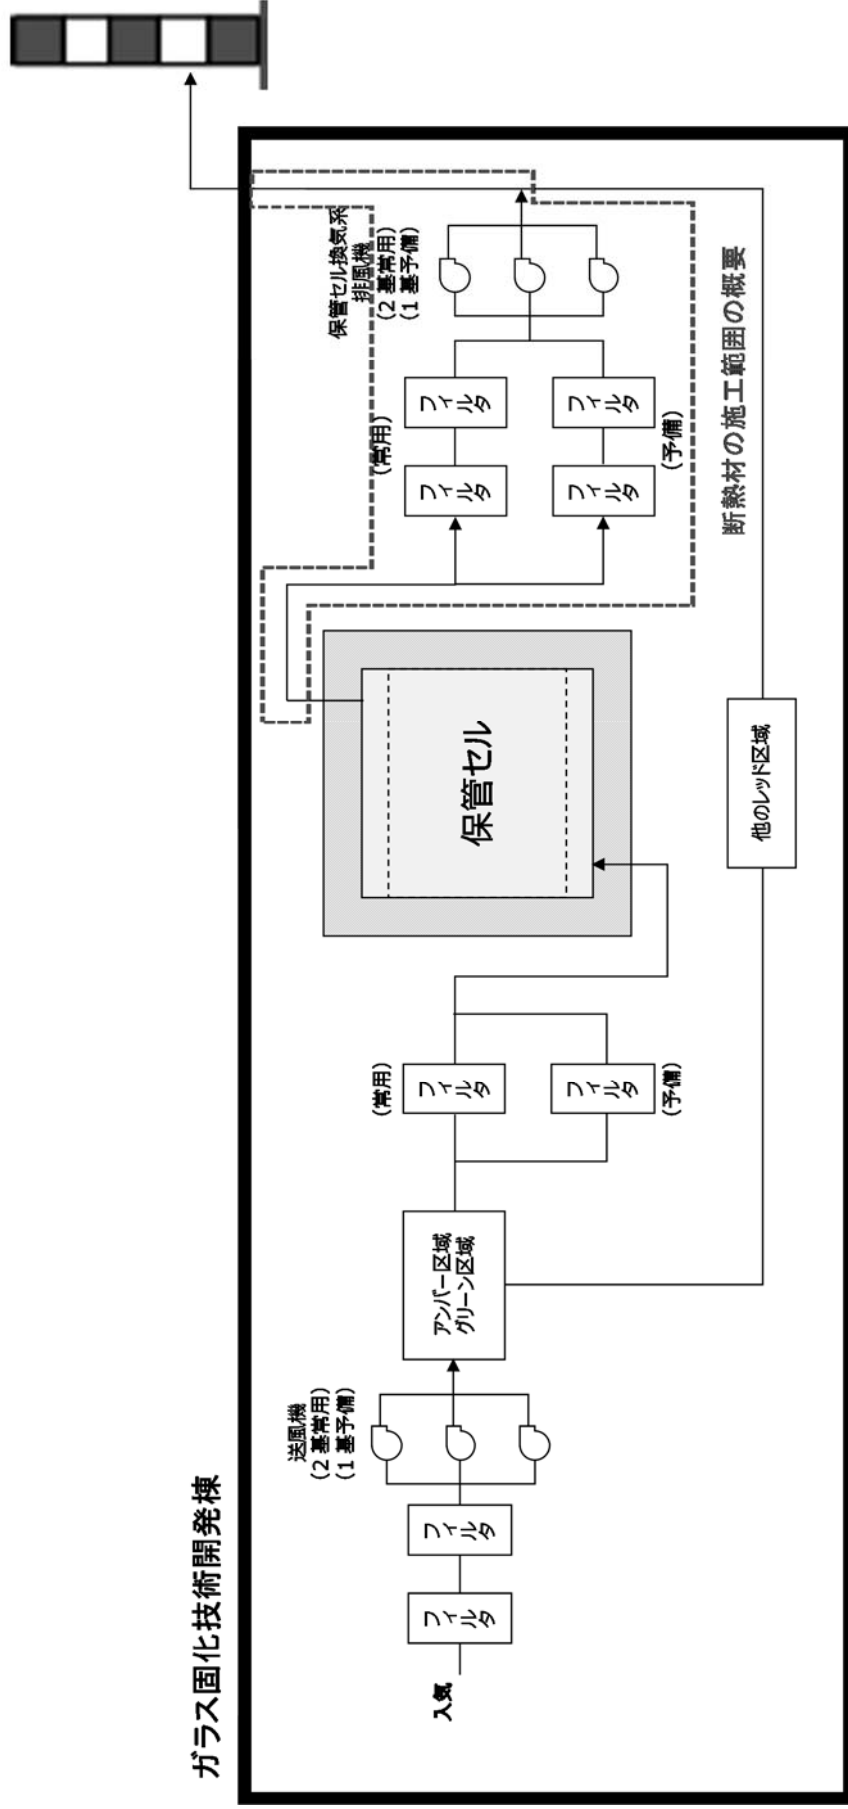 ガラス固化技術開発棟
入気
フィルタ
フィルタ
送風機
(2 基常用)
(1 基予備)
アンバー区域
グリーン区域
(常用)
フィルタ
フィルタ
(予備)
保管セル
他のレッド区域
(常用)
フィルタ
フィルタ
フィルタ
フィルタ
(予備)
保管セル換気系
排風機
(2 基常用)
(1 基予備)
断熱材の施工範囲の概要